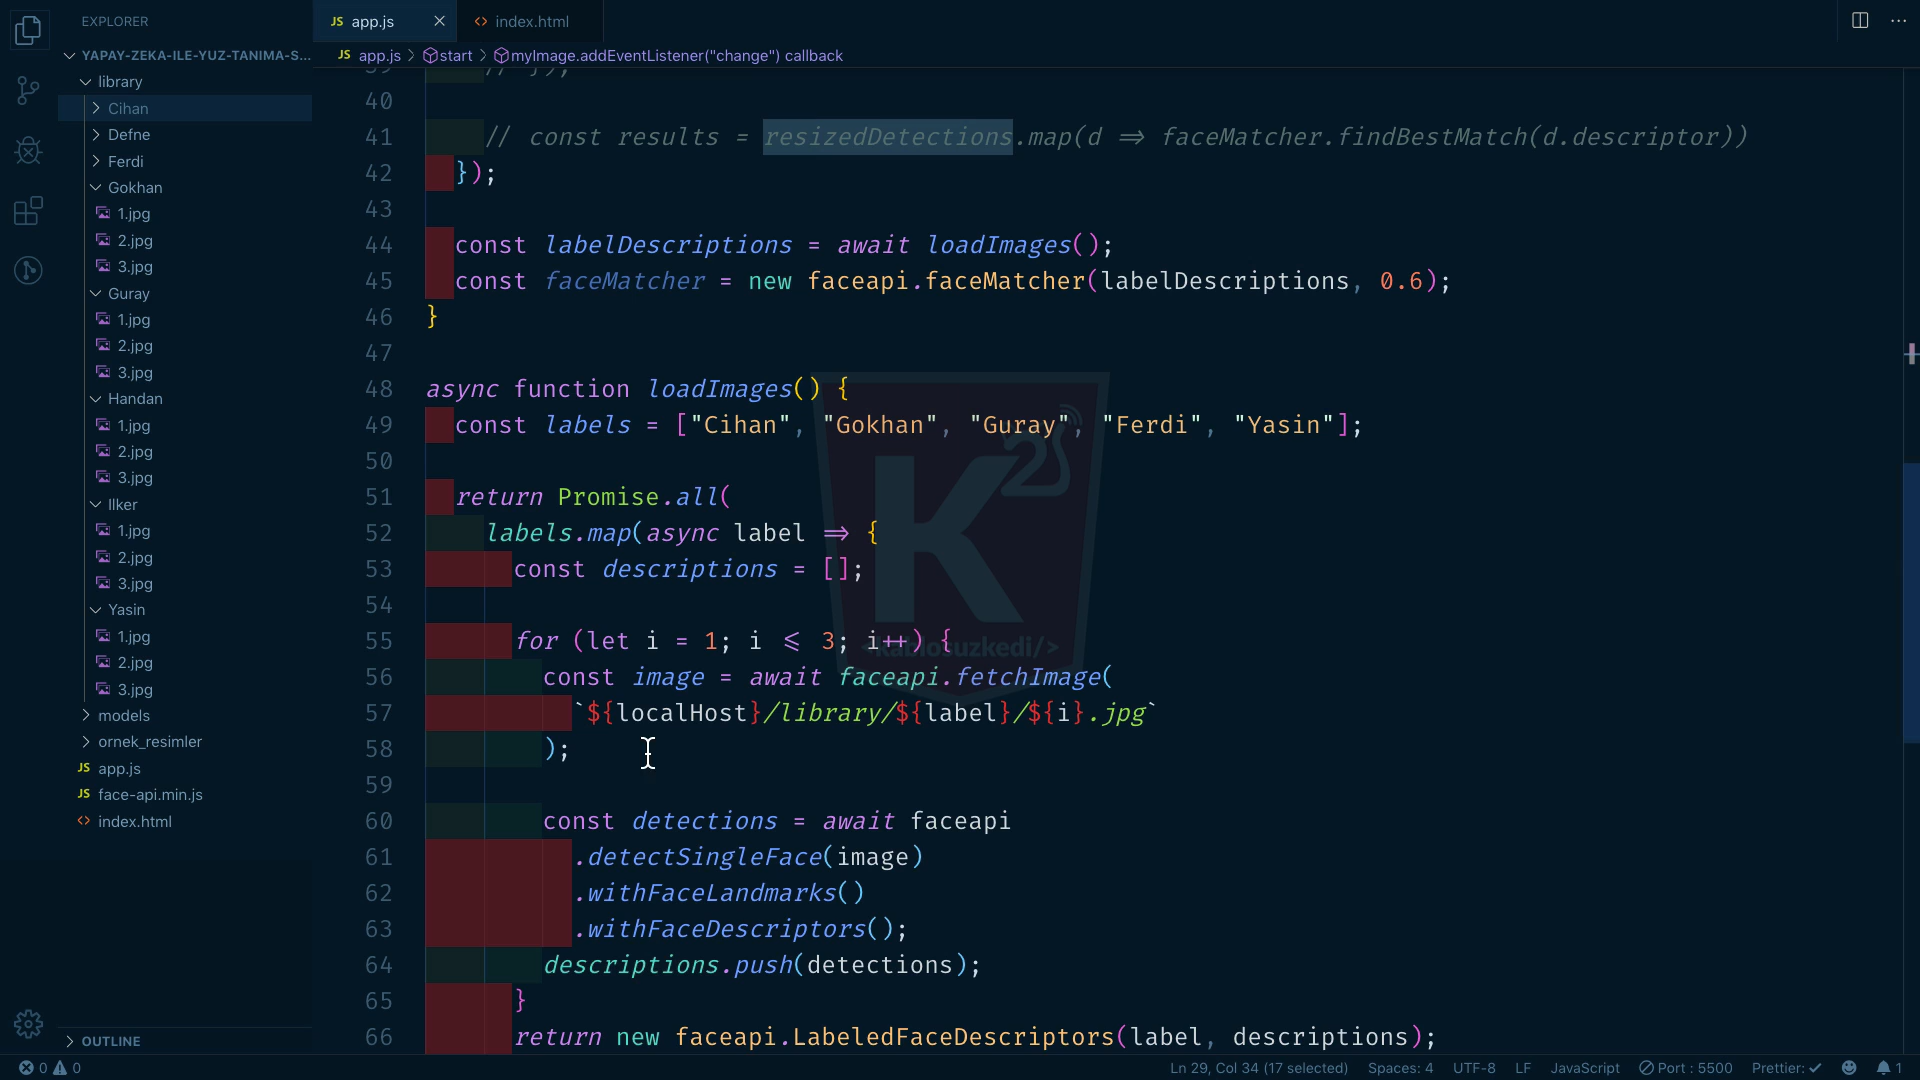 EXPLORER
YAPAY-ZEKA-ILE-YUZ-TANIMA-S...
library
Cihan
Defne
Ferdi
Gokhan
1.jpg
2.jpg
3.jpg
Guray
1.jpg
2.jpg
3.jpg
Handan
1.jpg
2.jpg
3.jpg
Ilker
1.jpg
2.jpg
3.jpg
Yasin
1.jpg
2.jpg
3.jpg
models
ornek_resimler
JS app.js
JS face-api.min.js
<> index.html
OUTLINE
JS app.js × <> index.html
JS app.js > start > myImage.addEventListener("change") callback
39 // });
40
41 // const results = resizedDetections.map(d => faceMatcher.findBestMatch(d.descriptor))
42 });
43
44 const labelDescriptions = await loadImages();
45 const faceMatcher = new faceapi.faceMatcher(labelDescriptions, 0.6);
46 }
47
48 async function loadImages() {
49 const labels = ["Cihan", "Gokhan", "Guray", "Ferdi", "Yasin"];
50
51 return Promise.all(
52 labels.map(async label => {
53 const descriptions = [];
54
55 for (let i = 1; i <= 3; i++) {
56 const image = await faceapi.fetchImage(
57 `${localHost}/library/${label}/${i}.jpg`
58 );
59
60 const detections = await faceapi
61 .detectSingleFace(image)
62 .withFaceLandmarks()
63 .withFaceDescriptors();
64 descriptions.push(detections);
65 }
66 return new faceapi.LabeledFaceDescriptors(label, descriptions);
K2S
<kablosuzkedi/>
0 0 Ln 29, Col 34 (17 selected) Spaces: 4 UTF-8 LF JavaScript Port : 5500 Prettier: ✓ 1